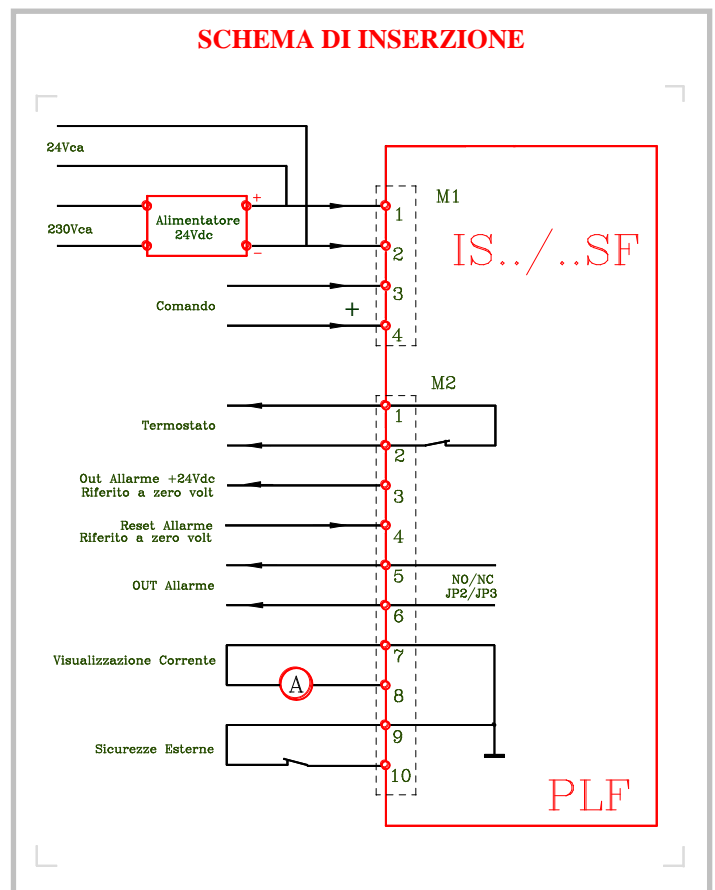 SCHEMA DI INSERZIONE
24Vca
230Vca
Alimentatore
24Vdc
+
−
M1
1
2
3
4
IS../..SF
Comando
+
M2
Termostato
1
2
Out Allarme +24Vdc
Riferito a zero volt
3
Reset Allarme
Riferito a zero volt
4
OUT Allarme
5
6
NO/NC
JP2/JP3
Visualizzazione Corrente
A
7
8
Sicurezze Esterne
9
10
PLF